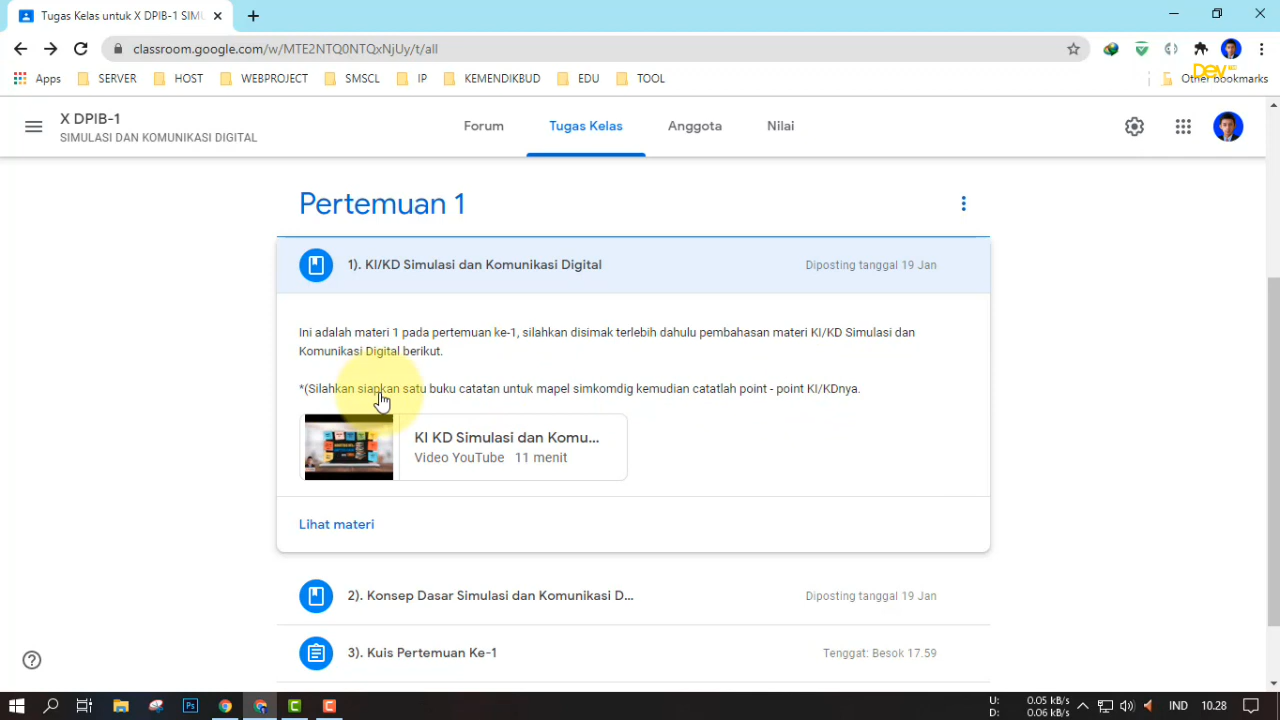 Tugas Kelas untuk X DPIB-1 SIMU
classroom.google.com/w/MTE2NTQ0NTQxNjUy/t/all
Apps SERVER HOST WEBPROJECT SMSCL IP KEMENDIKBUD EDU TOOL Other bookmarks
Dev
X DPIB-1
SIMULASI DAN KOMUNIKASI DIGITAL
Forum Tugas Kelas Anggota Nilai
Pertemuan 1
1). KI/KD Simulasi dan Komunikasi Digital Diposting tanggal 19 Jan
Ini adalah materi 1 pada pertemuan ke-1, silahkan disimak terlebih dahulu pembahasan materi KI/KD Simulasi dan
Komunikasi Digital berikut.
*(Silahkan siapkan satu buku catatan untuk mapel simkomdig kemudian catatlah point - point KI/KDnya.
KI KD Simulasi dan Komu...
Video YouTube 11 menit
Lihat materi
2). Konsep Dasar Simulasi dan Komunikasi D... Diposting tanggal 19 Jan
3). Kuis Pertemuan Ke-1 Tenggat: Besok 17.59
Ps
U: 0.05 kB/s
D: 0.06 kB/s
IND 10.28